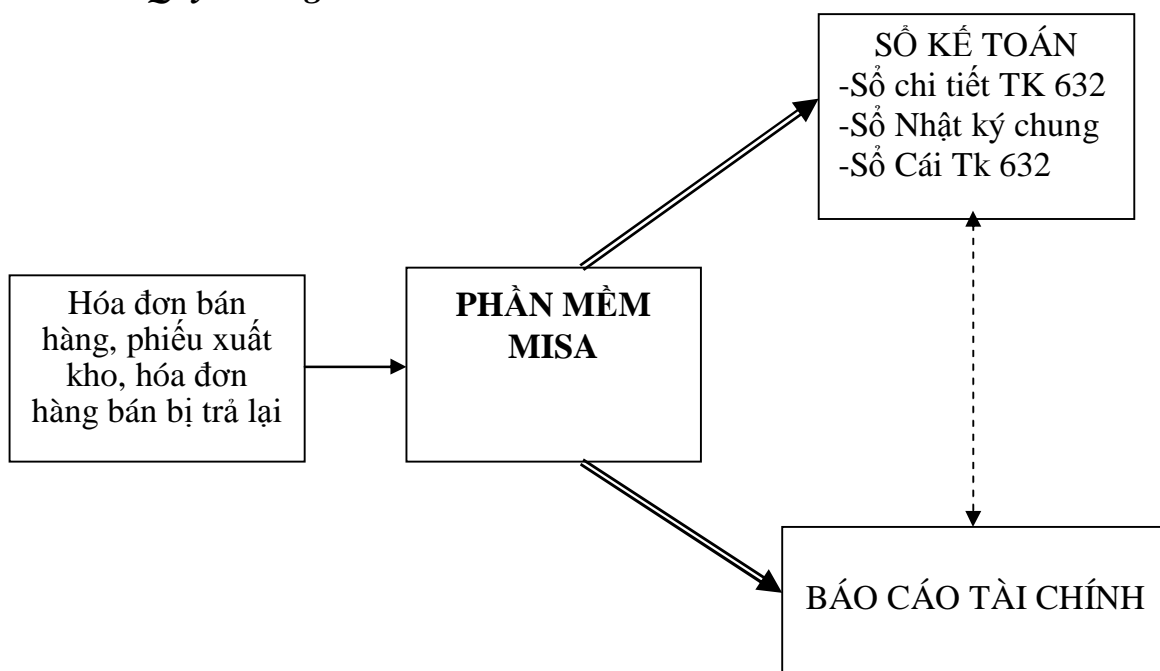 SỔ KẾ TOÁN
-Sổ chi tiết TK 632
-Sổ Nhật ký chung
-Sổ Cái Tk 632
Hóa đơn bán
hàng, phiếu xuất
kho, hóa đơn
hàng bán bị trả lại
PHẦN MỀM
MISA
BÁO CÁO TÀI CHÍNH